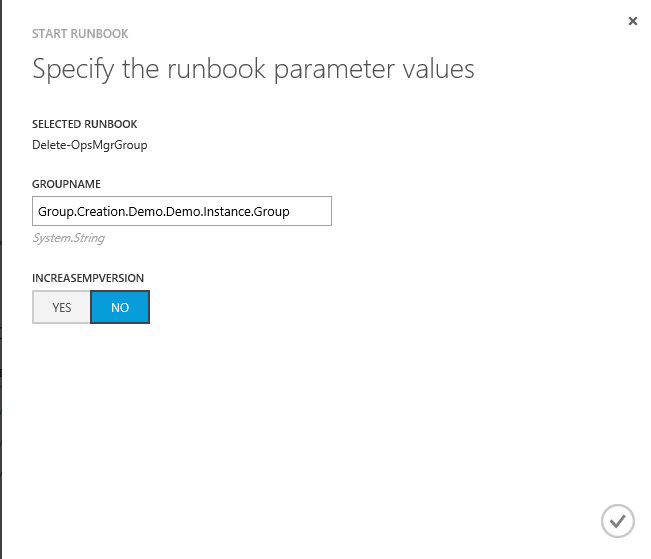 START RUNBOOK
Specify the runbook parameter values
SELECTED RUNBOOK
Delete-OpsMgrGroup
GROUPNAME
Group.Creation.Demo.Demo.Instance.Group
System.String
INCREASEMPVERSION
YES NO